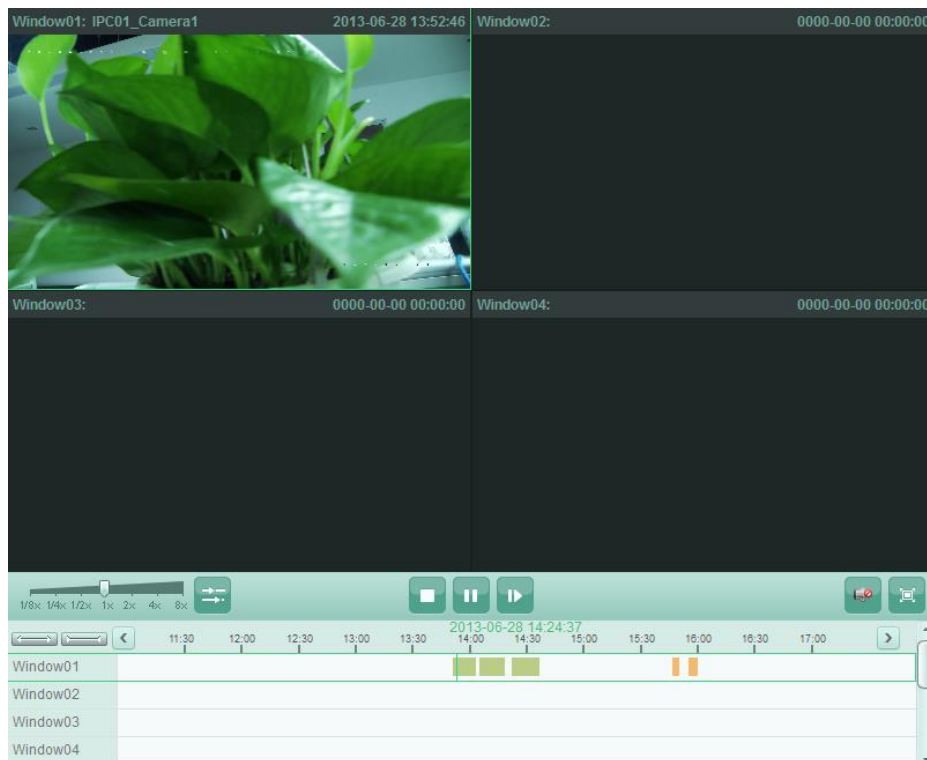 Window01: IPC01_Camera1 2013-06-28 13:52:46
Window02: 0000-00-00 00:00:00
Window03: 0000-00-00 00:00:00
Window04: 0000-00-00 00:00:00
1/8x 1/4x 1/2x 1x 2x 4x 8x
2013-06-28 14:24:37
11:30 12:00 12:30 13:00 13:30 14:00 14:30 15:00 15:30 16:00 16:30 17:00
Window01
Window02
Window03
Window04